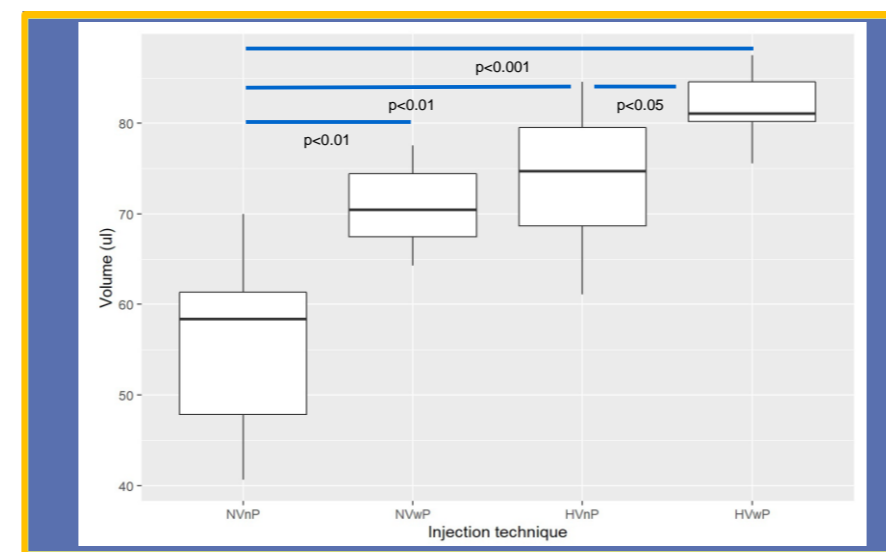 p<0.001
p<0.01
p<0.05
p<0.01
80
70
60
50
40
Volume (ul)
NVnP
NVwP
HVnP
HVwP
Injection technique